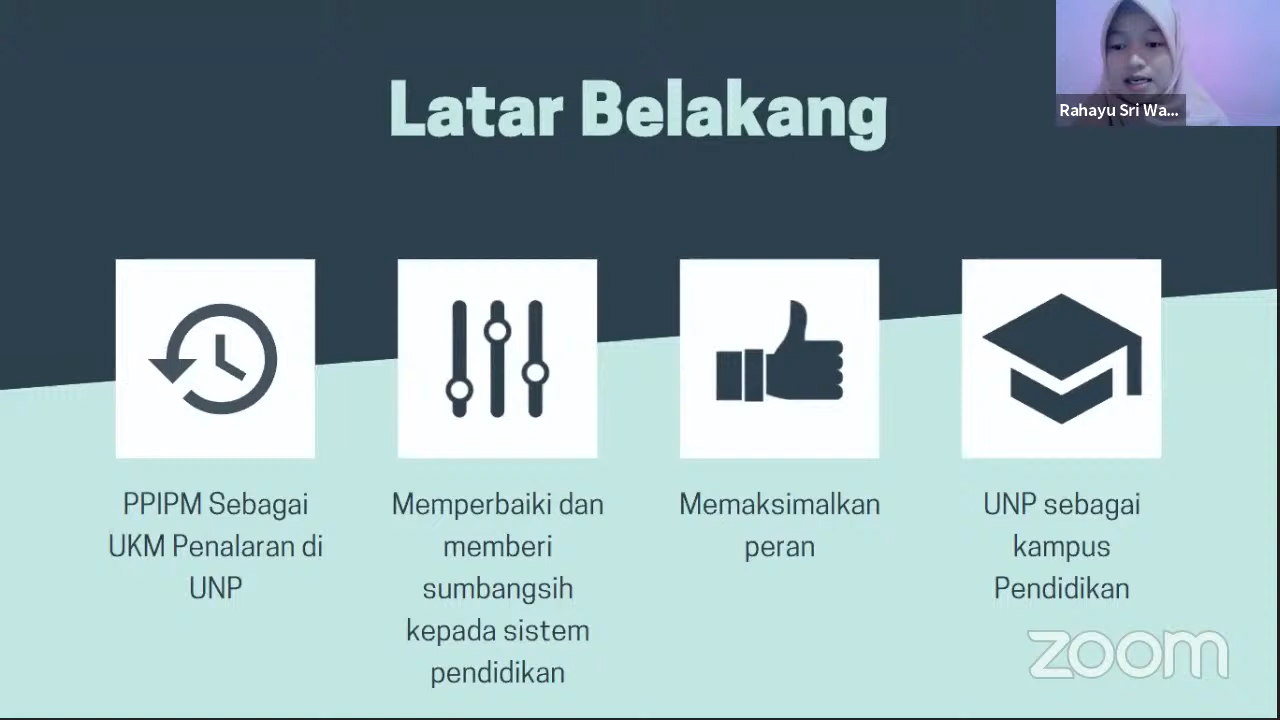 Latar Belakang
Rahayu Sri Wa...
PPIPM Sebagai
UKM Penalaran di
UNP
Memperbaiki dan
memberi
sumbangsih
kepada sistem
pendidikan
Memaksimalkan
peran
UNP sebagai
kampus
Pendidikan
zoom